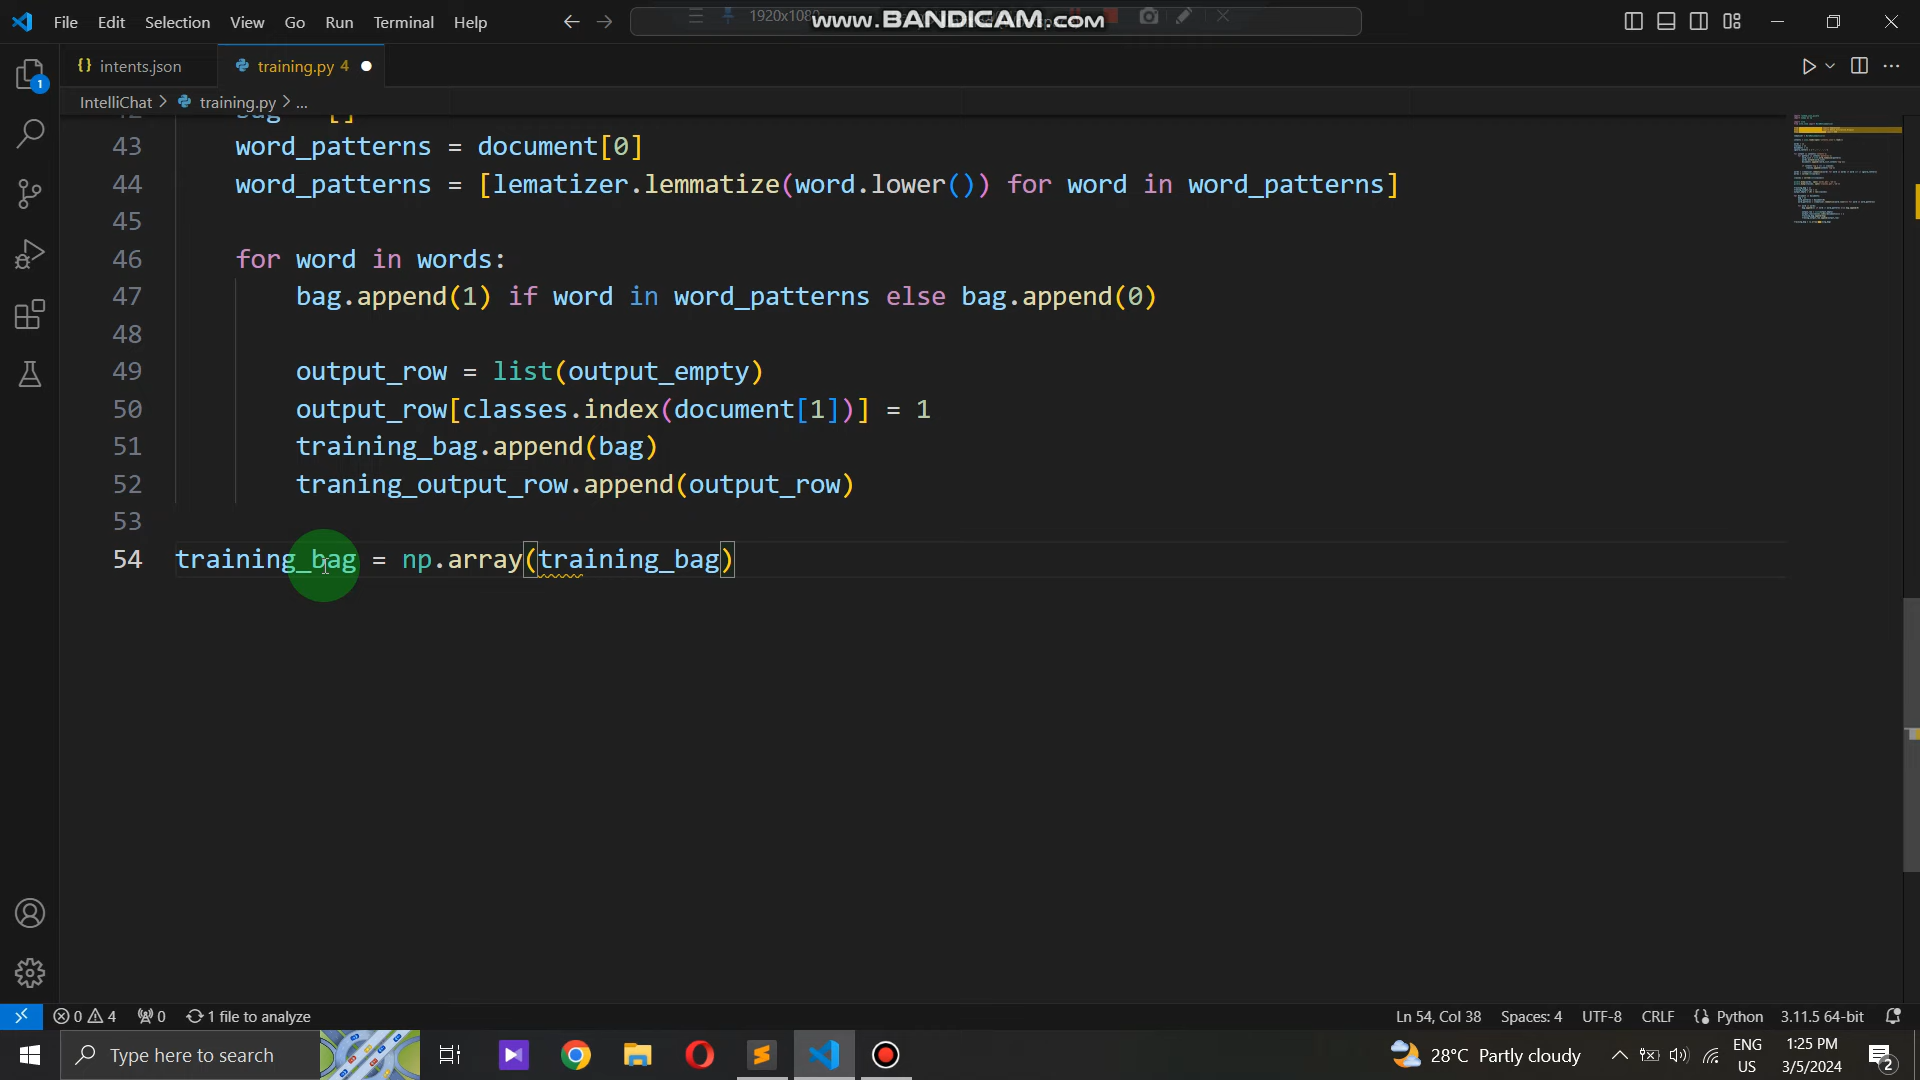 File Edit Selection View Go Run Terminal Help
1920x1080
www.BANDICAM.com
intents.json
training.py 4
IntelliChat > training.py > ...
43 word_patterns = document[0]
44 word_patterns = [lematizer.lemmatize(word.lower()) for word in word_patterns]
45
46 for word in words:
47 bag.append(1) if word in word_patterns else bag.append(0)
48
49 output_row = list(output_empty)
50 output_row[classes.index(document[1])] = 1
51 training_bag.append(bag)
52 traning_output_row.append(output_row)
53
54 training_bag = np.array(training_bag)
1
0 4 0 1 file to analyze
Ln 54, Col 38 Spaces: 4 UTF-8 CRLF Python 3.11.5 64-bit
Type here to search
28°C Partly cloudy
ENG
US
1:25 PM
3/5/2024
2